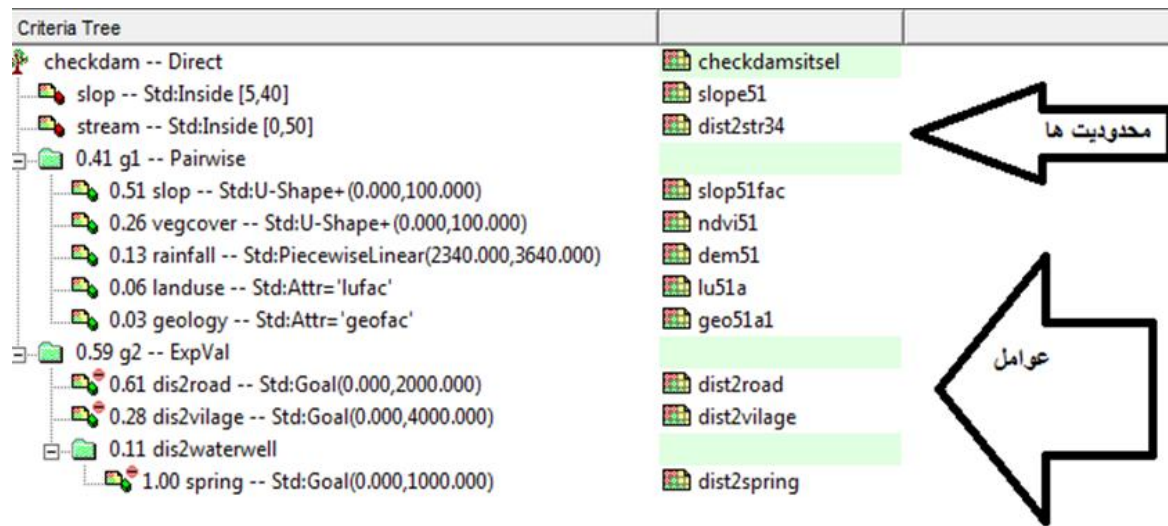 Criteria Tree
checkdam -- Direct checkdamsitsel
slop -- Std:Inside [5,40] slope51
stream -- Std:Inside [0,50] dist2str34
محدودیت ها
0.41 g1 -- Pairwise
0.51 slop -- Std:U-Shape+(0.000,100.000) slop51fac
0.26 vegcover -- Std:U-Shape+(0.000,100.000) ndvi51
0.13 rainfall -- Std:PiecewiseLinear(2340.000,3640.000) dem51
0.06 landuse -- Std:Attr='lufac' lu51a
0.03 geology -- Std:Attr='geofac' geo51a1
0.59 g2 -- ExpVal
عوامل
0.61 dis2road -- Std:Goal(0.000,2000.000) dist2road
0.28 dis2vilage -- Std:Goal(0.000,4000.000) dist2vilage
0.11 dis2waterwell
1.00 spring -- Std:Goal(0.000,1000.000) dist2spring